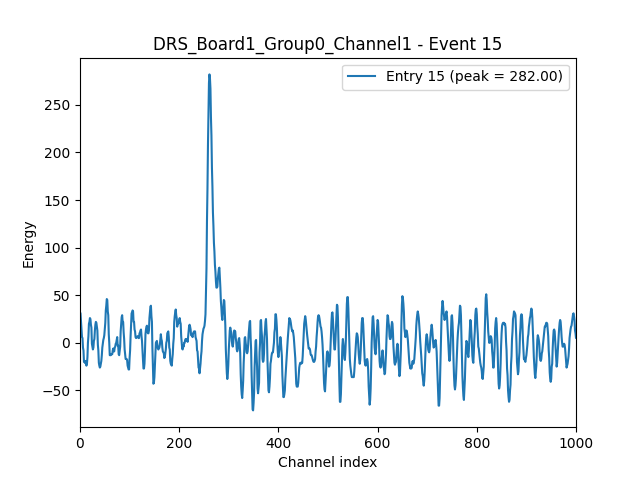 DRS_Board1_Group0_Channel1 - Event 15
Entry 15 (peak = 282.00)
250
200
150
100
50
0
−50
Energy
0 200 400 600 800 1000
Channel index